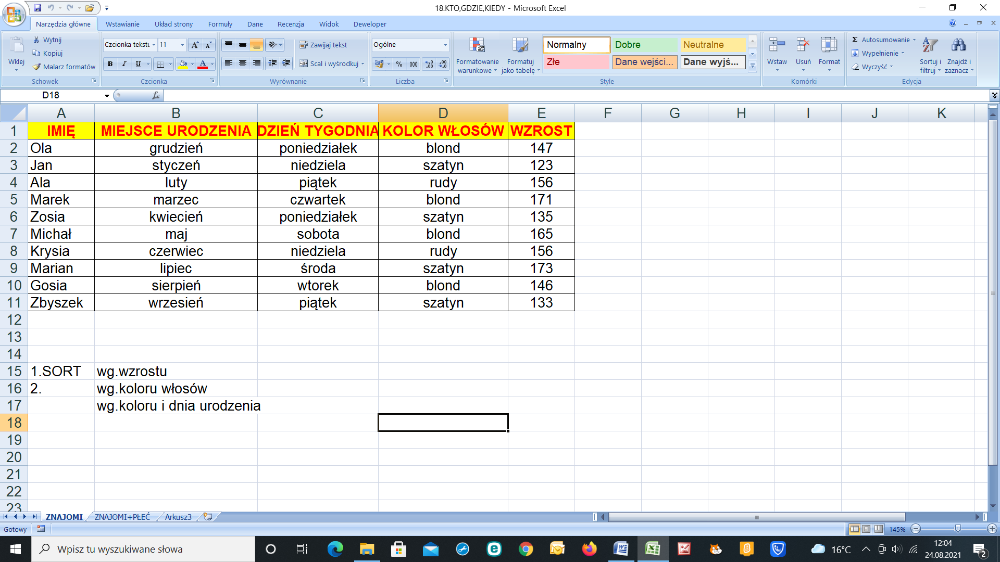 18.KTO,GDZIE,KIEDY - Microsoft Excel
Narzędzia główne Wstawianie Układ strony Formuły Dane Recenzja Widok Deweloper
Wklej
Wytnij
Kopiuj
Malarz formatów
Schowek
Czcionka tekstu 11
B I U
Czcionka
Zawijaj tekst
Scal i wyśrodkuj
Wyrównanie
Ogólne
% 000
Liczba
Formatowanie warunkowe
Formatuj jako tabelę
Normalny Dobre Neutralne
Złe Dane wejści... Dane wyjś...
Style
Wstaw Usuń Format
Komórki
Σ Autosumowanie
Wypełnienie
Wyczyść
Sortuj i filtruj
Znajdź i zaznacz
Edycja
D18 fx
A B C D E F G H I J K
1 IMIĘ MIEJSCE URODZENIA DZIEŃ TYGODNIA KOLOR WŁOSÓW WZROST
2 Ola grudzień poniedziałek blond 147
3 Jan styczeń niedziela szatyn 123
4 Ala luty piątek rudy 156
5 Marek marzec czwartek blond 171
6 Zosia kwiecień poniedziałek szatyn 135
7 Michał maj sobota blond 165
8 Krysia czerwiec niedziela rudy 156
9 Marian lipiec środa szatyn 173
10 Gosia sierpień wtorek blond 146
11 Zbyszek wrzesień piątek szatyn 133
12
13
14
15 1.SORT wg.wzrostu
16 2. wg.koloru włosów
17 wg.koloru i dnia urodzenia
18
19
20
21
22
23
ZNAJOMI ZNAJOMI+PŁEĆ Arkusz3
Gotowy 145%
Wpisz tu wyszukiwane słowa
16°C
12:04
24.08.2021
2